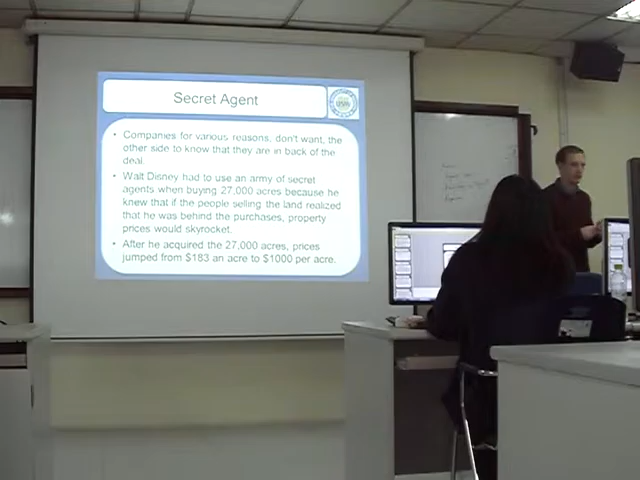 Secret Agent
• Companies for various reasons, don't want, the
other side to know that they are in back of the
deal.
• Walt Disney had to use an army of secret
agents when buying 27,000 acres because he
knew that if the people selling the land realized
that he was behind the purchases, property
prices would skyrocket.
• After he acquired the 27,000 acres, prices
jumped from $183 an acre to $1000 per acre.